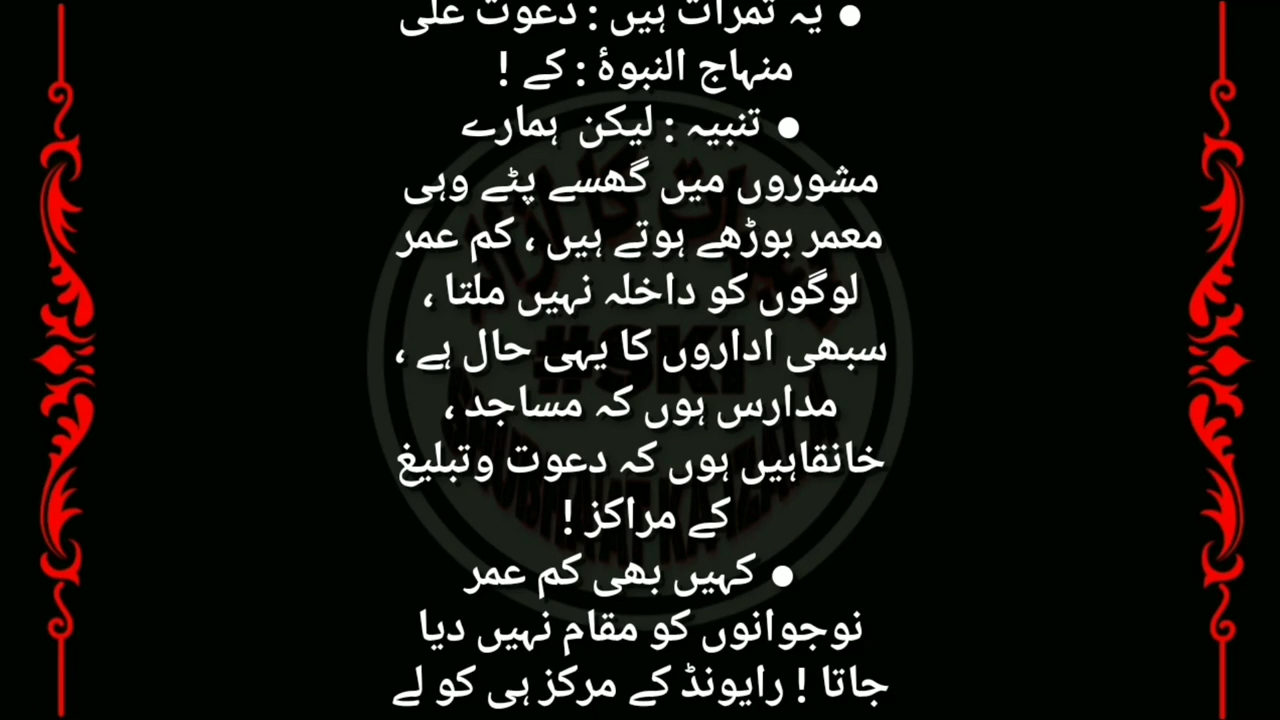 ● یہ ثمرات ہیں : دعوت علی
منہاج النبوۂ : کے !
● تنبیہ : لیکن ہمارے
مشوروں میں گھسے پٹے وہی
معمر بوڑھے ہوتے ہیں ، کم عمر
لوگوں کو داخلہ نہیں ملتا ،
سبھی اداروں کا یہی حال ہے ،
مدارس ہوں کہ مساجد ،
خانقاہیں ہوں کہ دعوت وتبلیغ
کے مراکز !
● کہیں بھی کم عمر
نوجوانوں کو مقام نہیں دیا
جاتا ! رایونڈ کے مرکز ہی کو لے
#SKI